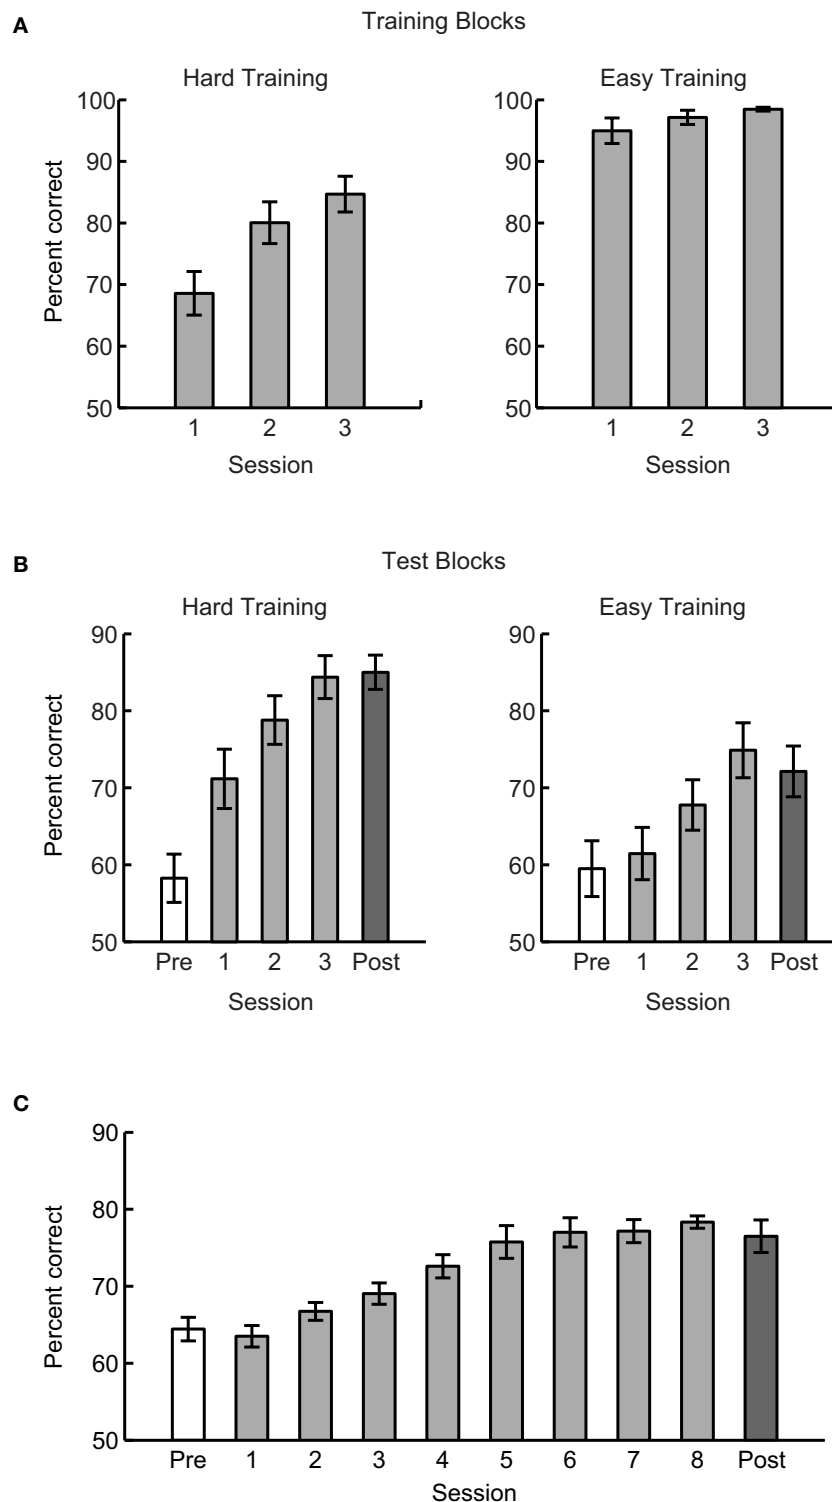 A
Training Blocks
Hard Training
Easy Training
100
90
80
70
60
50
Percent correct
1 2 3
Session
100
90
80
70
60
50
1 2 3
Session
B
Test Blocks
Hard Training
Easy Training
90
80
70
60
50
Percent correct
Pre 1 2 3 Post
Session
90
80
70
60
50
Pre 1 2 3 Post
Session
C
90
80
70
60
50
Percent correct
Pre 1 2 3 4 5 6 7 8 Post
Session